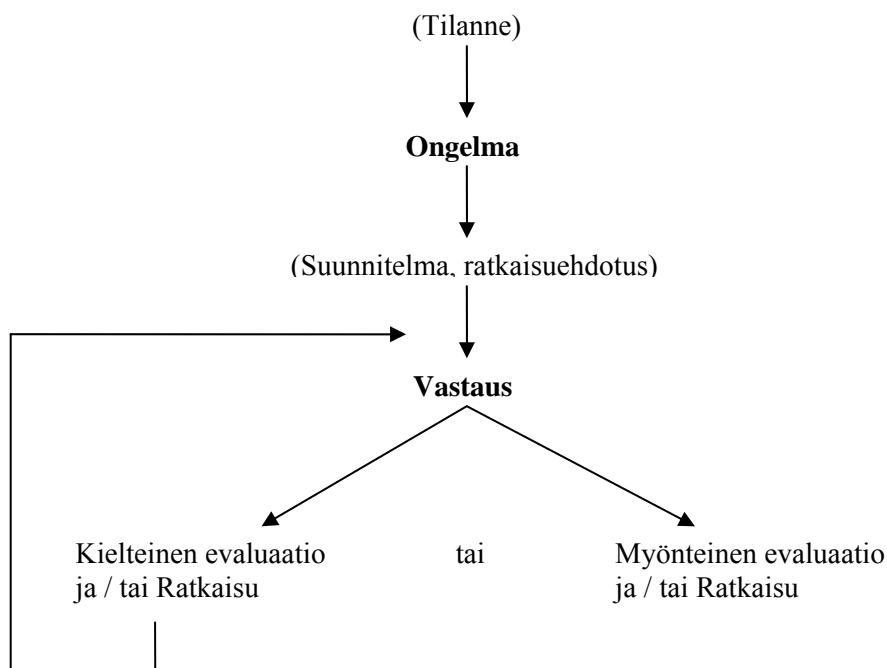 (Tilanne)
Ongelma
(Suunnitelma, ratkaisuehdotus)
Vastaus
Kielteinen evaluaatio tai Myönteinen evaluaatio
ja / tai Ratkaisu ja / tai Ratkaisu